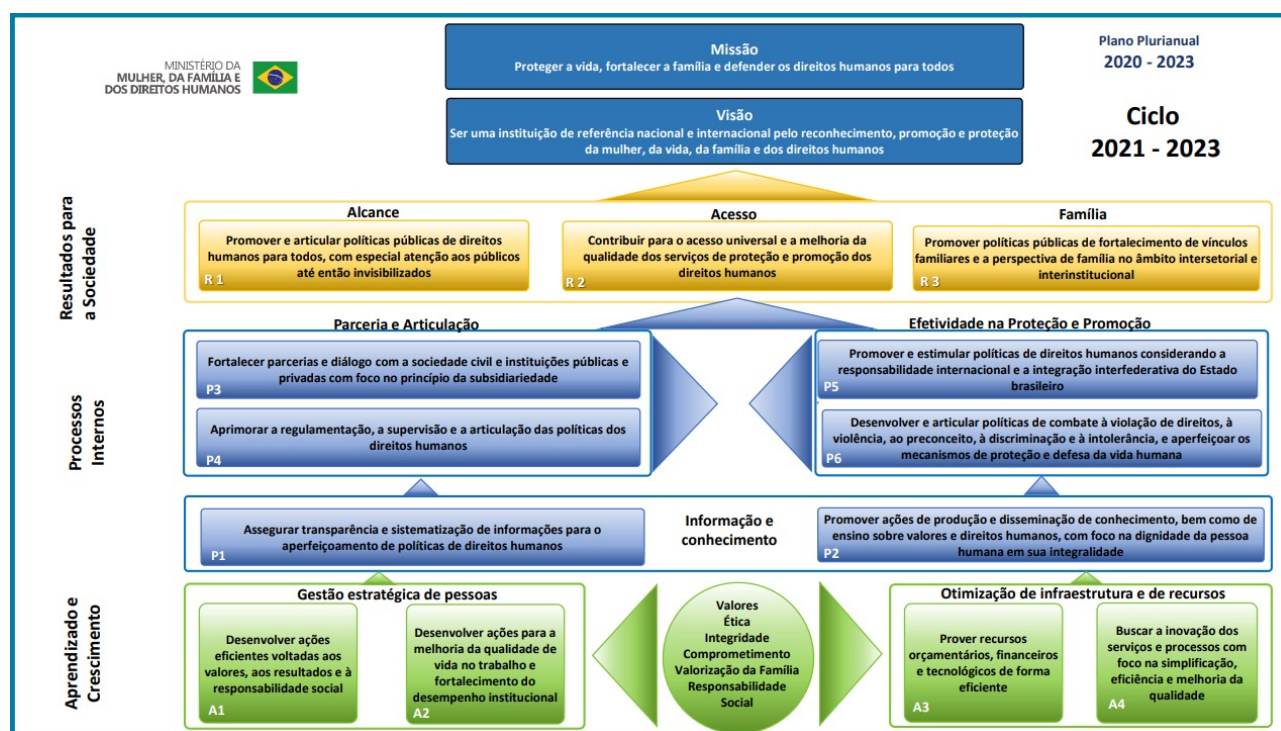 MINISTÉRIO DA
MULHER, DA FAMÍLIA E
DOS DIREITOS HUMANOS
Missão
Proteger a vida, fortalecer a família e defender os direitos humanos para todos
Plano Plurianual
2020 - 2023
Visão
Ser uma instituição de referência nacional e internacional pelo reconhecimento, promoção e proteção
da mulher, da vida, da família e dos direitos humanos
Ciclo
2021 - 2023
Resultados para
a Sociedade
Alcance
Promover e articular políticas públicas de direitos
humanos para todos, com especial atenção aos públicos
até então invisibilizados
R 1
Acesso
Contribuir para o acesso universal e a melhoria da
qualidade dos serviços de proteção e promoção dos
direitos humanos
R 2
Família
Promover políticas públicas de fortalecimento de vínculos
familiares e a perspectiva de família no âmbito intersetorial e
interinstitucional
R 3
Processos
Internos
Parceria e Articulação
Fortalecer parcerias e diálogo com a sociedade civil e instituições públicas e
privadas com foco no princípio da subsidiariedade
P3
Aprimorar a regulamentação, a supervisão e a articulação das políticas dos
direitos humanos
P4
Efetividade na Proteção e Promoção
Promover e estimular políticas de direitos humanos considerando a
responsabilidade internacional e a integração interfederativa do Estado
brasileiro
P5
Desenvolver e articular políticas de combate à violação de direitos, à
violência, ao preconceito, à discriminação e à intolerância, e aperfeiçoar os
mecanismos de proteção e defesa da vida humana
P6
Assegurar transparência e sistematização de informações para o
aperfeiçoamento de políticas de direitos humanos
P1
Informação e
conhecimento
Promover ações de produção e disseminação de conhecimento, bem como de
ensino sobre valores e direitos humanos, com foco na dignidade da pessoa
humana em sua integralidade
P2
Aprendizado e
Crescimento
Gestão estratégica de pessoas
Desenvolver ações
eficientes voltadas aos
valores, aos resultados e à
responsabilidade social
A1
Desenvolver ações para a
melhoria da qualidade de
vida no trabalho e
fortalecimento do
desempenho institucional
A2
Valores
Ética
Integridade
Comprometimento
Valorização da Família
Responsabilidade
Social
Otimização de infraestrutura e de recursos
Prover recursos
orçamentários, financeiros
e tecnológicos de forma
eficiente
A3
Buscar a inovação dos
serviços e processos com
foco na simplificação,
eficiência e melhoria da
qualidade
A4